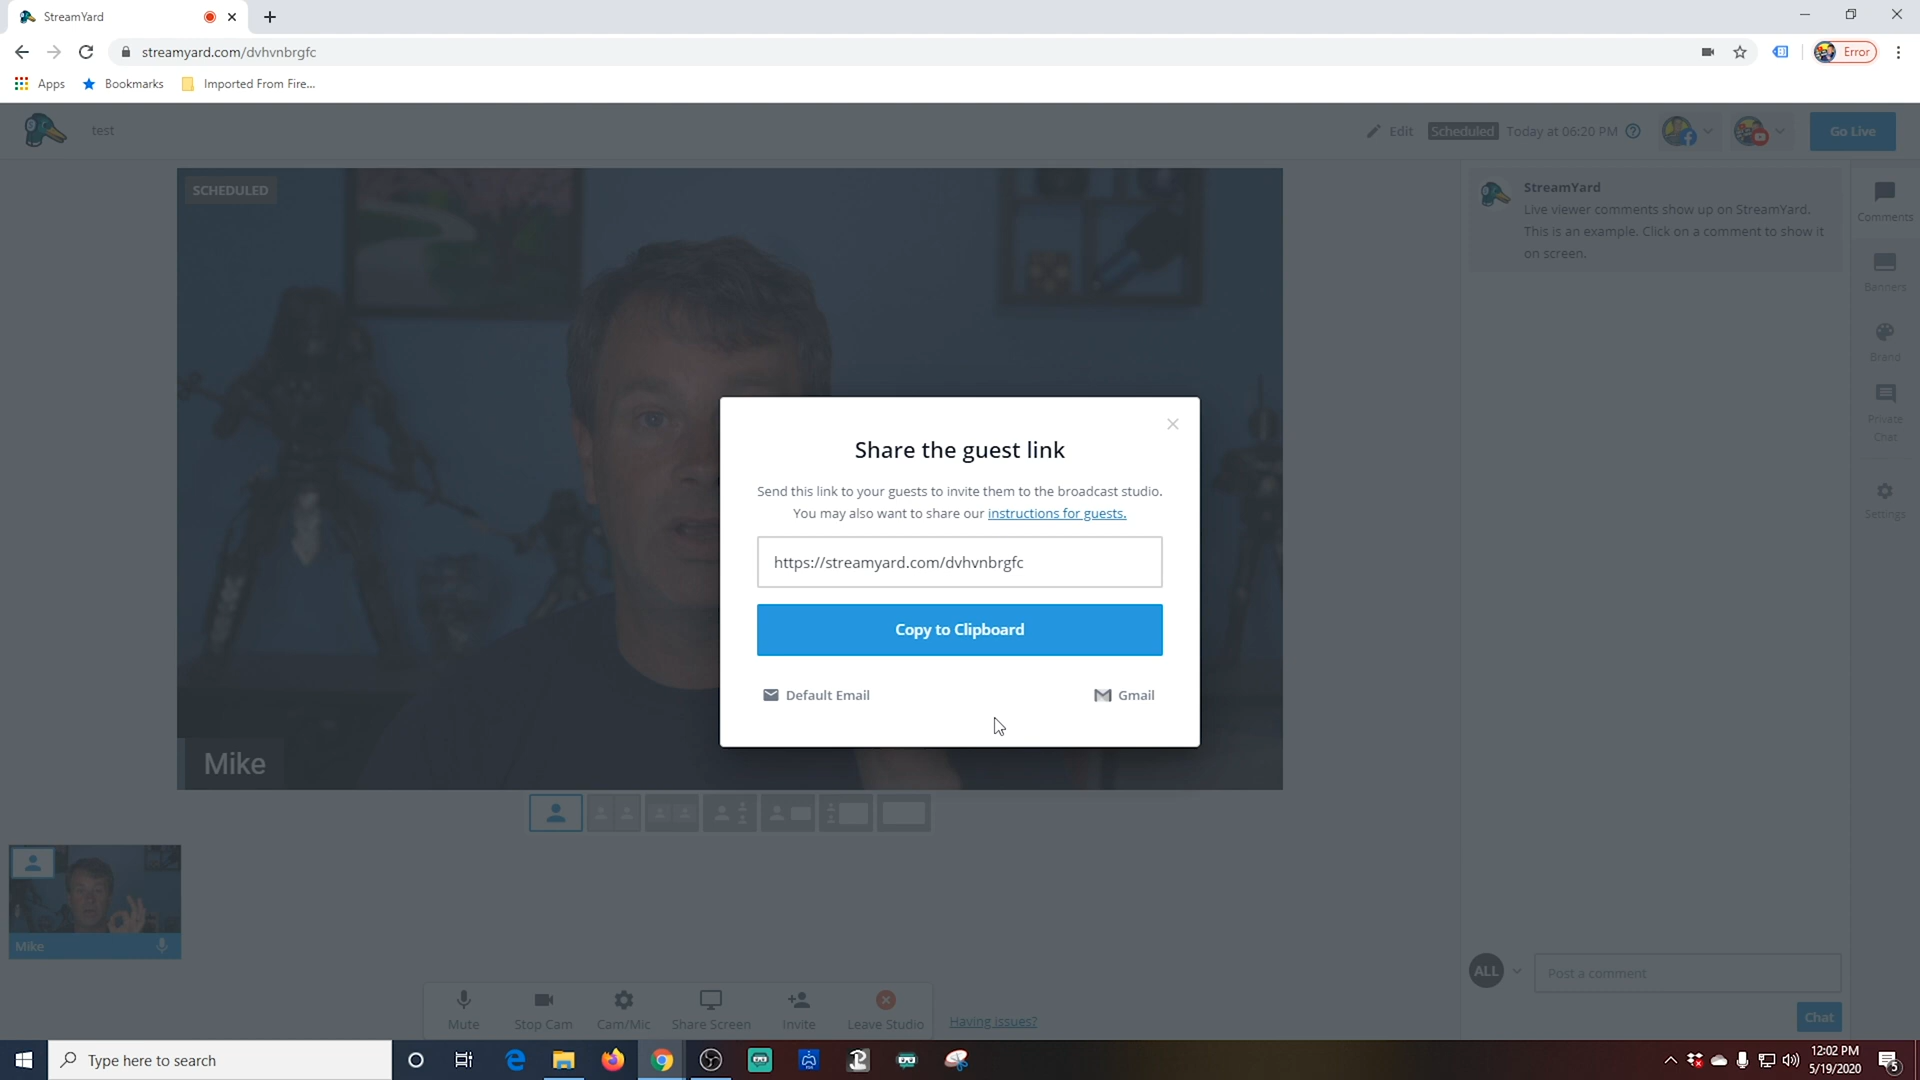 StreamYard
streamyard.com/dvhvnbrgfc
Error
Apps
Bookmarks
Imported From Fire...
test
Edit
Scheduled
Today at 06:20 PM
Go Live
SCHEDULED
StreamYard
Live viewer comments show up on StreamYard.
This is an example. Click on a comment to show it
on screen.
Comments
Banners
Brand
Private
Chat
Settings
Share the guest link
Send this link to your guests to invite them to the broadcast studio.
You may also want to share our instructions for guests.
https://streamyard.com/dvhvnbrgfc
Copy to Clipboard
Default Email
Gmail
Mike
Mike
ALL
Post a comment
Chat
Mute
Stop Cam
Cam/Mic
Share Screen
Invite
Leave Studio
Having issues?
Type here to search
12:02 PM
5/19/2020
5